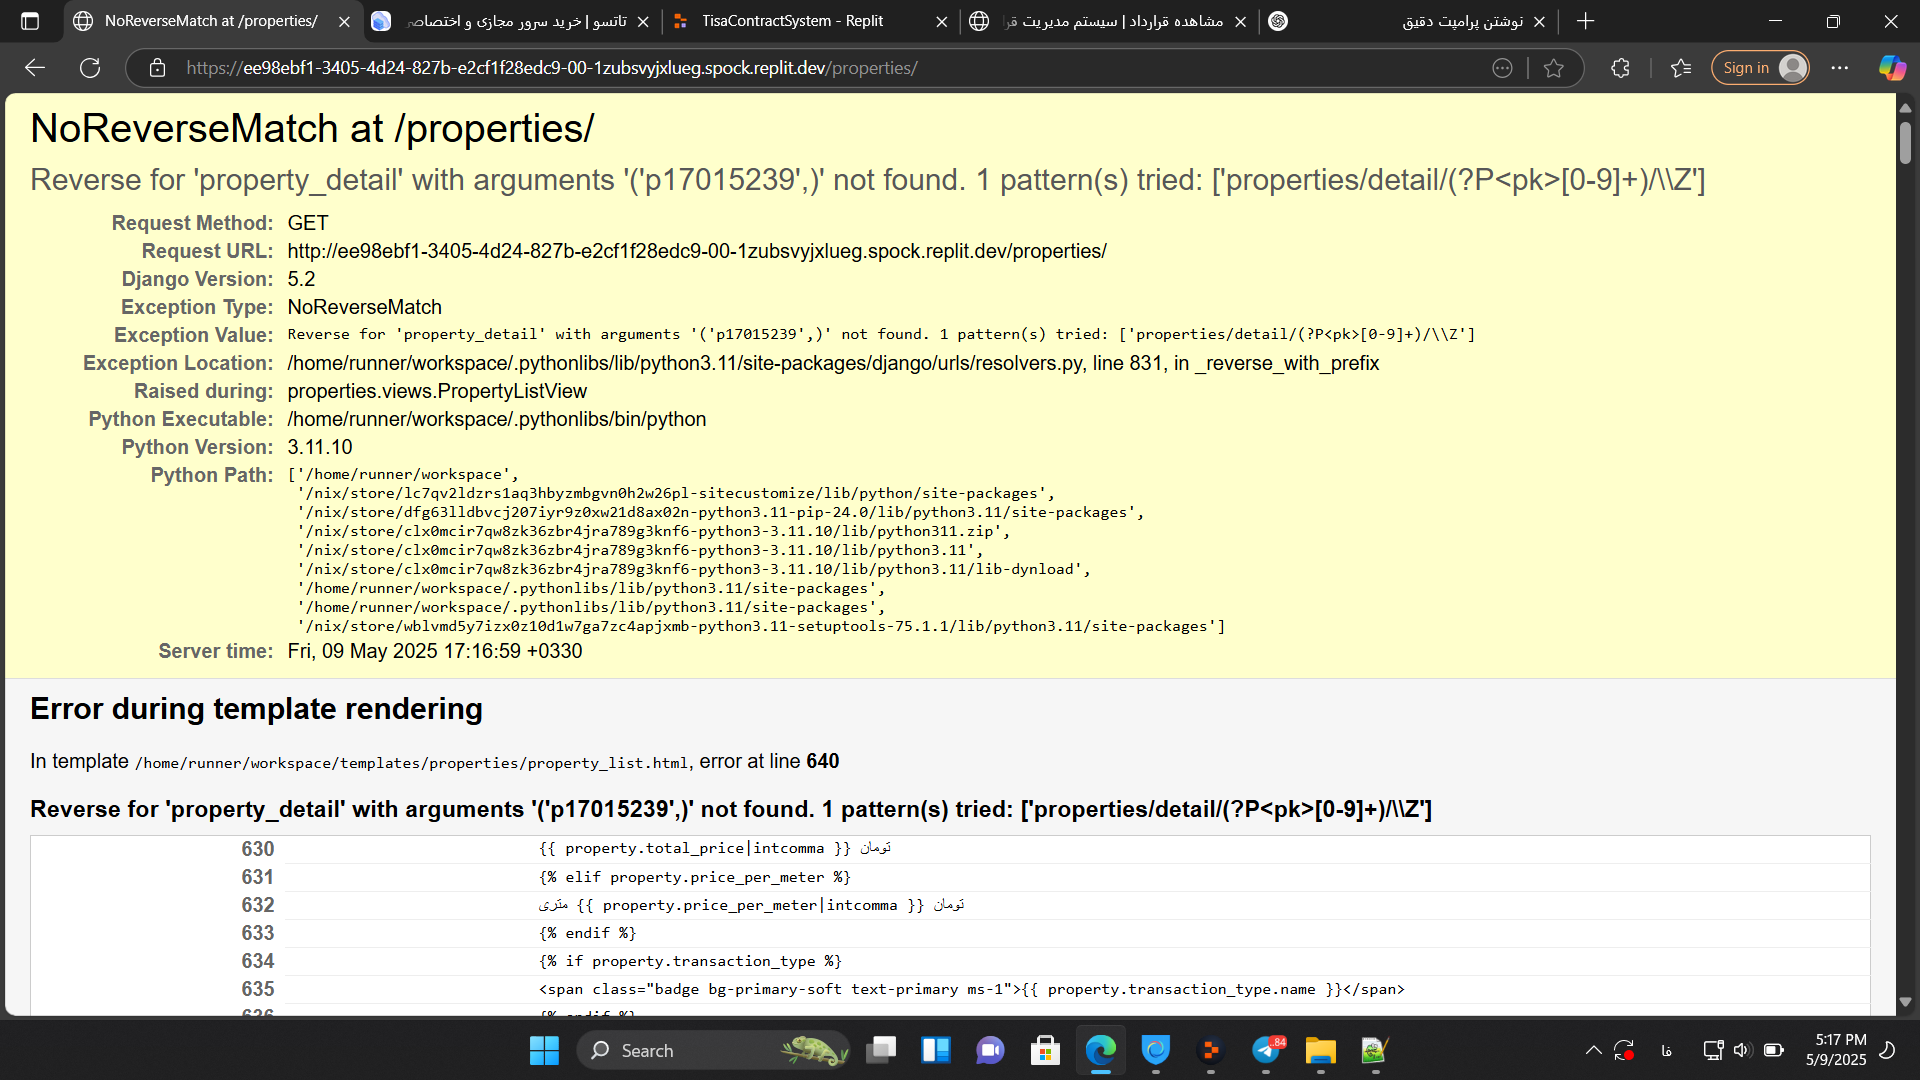 NoReverseMatch at /properties/
تاتسو | خرید سرور مجازی و اختصاصی
TisaContractSystem - Replit
مشاهده قرارداد | سیستم مدیریت قرا
نوشتن پرامپت دقیق
https://ee98ebf1-3405-4d24-827b-e2cf1f28edc9-00-1zubsvyjxlueg.spock.replit.dev/properties/
Sign in
NoReverseMatch at /properties/
Reverse for 'property_detail' with arguments '('p17015239',)' not found. 1 pattern(s) tried: ['properties/detail/(?P<pk>[0-9]+)/\\Z']
Request Method: GET
Request URL: http://ee98ebf1-3405-4d24-827b-e2cf1f28edc9-00-1zubsvyjxlueg.spock.replit.dev/properties/
Django Version: 5.2
Exception Type: NoReverseMatch
Exception Value: Reverse for 'property_detail' with arguments '('p17015239',)' not found. 1 pattern(s) tried: ['properties/detail/(?P<pk>[0-9]+)/\\Z']
Exception Location: /home/runner/workspace/.pythonlibs/lib/python3.11/site-packages/django/urls/resolvers.py, line 831, in _reverse_with_prefix
Raised during: properties.views.PropertyListView
Python Executable: /home/runner/workspace/.pythonlibs/bin/python
Python Version: 3.11.10
Python Path: ['/home/runner/workspace',
'/nix/store/lc7qv2ldzrs1aq3hbyzmbgvn0h2w26pl-sitecustomize/lib/python/site-packages',
'/nix/store/dfg63lldbvcj207iyr9z0xw21d8ax02n-python3.11-pip-24.0/lib/python3.11/site-packages',
'/nix/store/clx0mcir7qw8zk36zbr4jra789g3knf6-python3-3.11.10/lib/python311.zip',
'/nix/store/clx0mcir7qw8zk36zbr4jra789g3knf6-python3-3.11.10/lib/python3.11',
'/nix/store/clx0mcir7qw8zk36zbr4jra789g3knf6-python3-3.11.10/lib/python3.11/lib-dynload',
'/home/runner/workspace/.pythonlibs/lib/python3.11/site-packages',
'/home/runner/workspace/.pythonlibs/lib/python3.11/site-packages',
'/nix/store/wblvmd5y7izx0z10d1w7ga7zc4apjxmb-python3.11-setuptools-75.1.1/lib/python3.11/site-packages']
Server time: Fri, 09 May 2025 17:16:59 +0330
Error during template rendering
In template /home/runner/workspace/templates/properties/property_list.html, error at line 640
Reverse for 'property_detail' with arguments '('p17015239',)' not found. 1 pattern(s) tried: ['properties/detail/(?P<pk>[0-9]+)/\\Z']
630 {{ property.total_price|intcomma }} تومان
631 {% elif property.price_per_meter %}
632 متری {{ property.price_per_meter|intcomma }} تومان
633 {% endif %}
634 {% if property.transaction_type %}
635 <span class="badge bg-primary-soft text-primary ms-1">{{ property.transaction_type.name }}</span>
636 {% endif %}
Search
84
فا
5:17 PM
5/9/2025